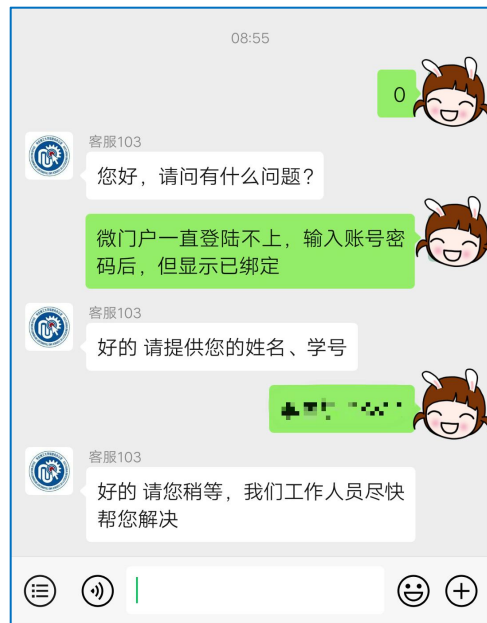 08:55
0
客服103
您好，请问有什么问题？
微门户一直登陆不上，输入账号密
码后，但显示已绑定
客服103
好的 请提供您的姓名、学号
客服103
好的 请您稍等，我们工作人员尽快
帮您解决